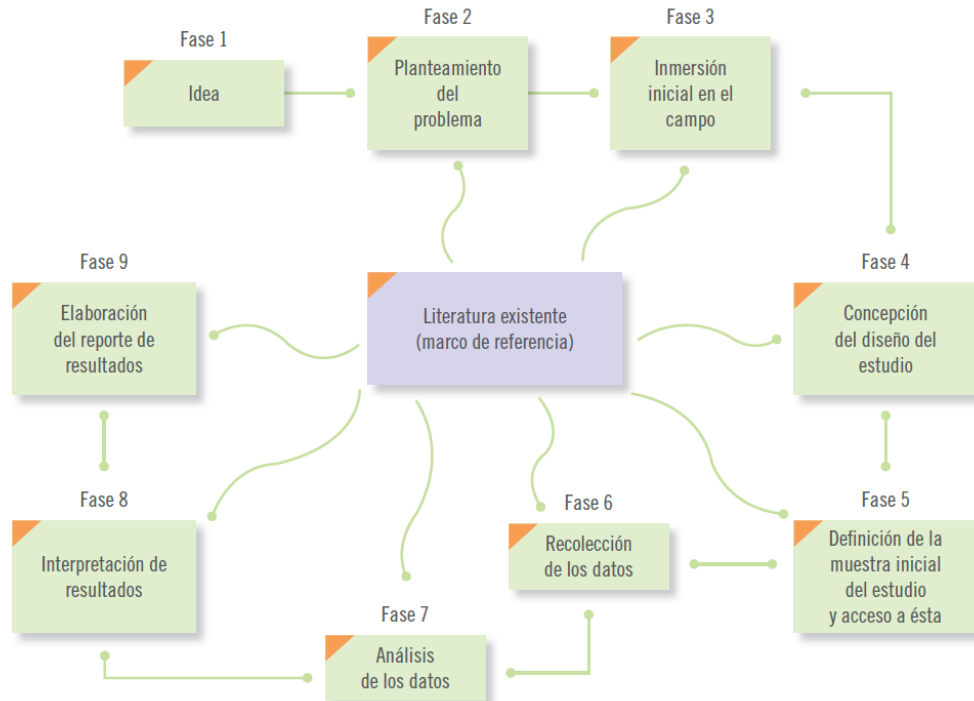 Fase 1
Idea
Fase 2
Planteamiento
del
problema
Fase 3
Inmersión
inicial en el
campo
Fase 4
Concepción
del diseño del
estudio
Fase 5
Definición de la
muestra inicial
del estudio
y acceso a ésta
Fase 6
Recolección
de los datos
Fase 7
Análisis
de los datos
Fase 8
Interpretación de
resultados
Fase 9
Elaboración
del reporte de
resultados
Literatura existente
(marco de referencia)